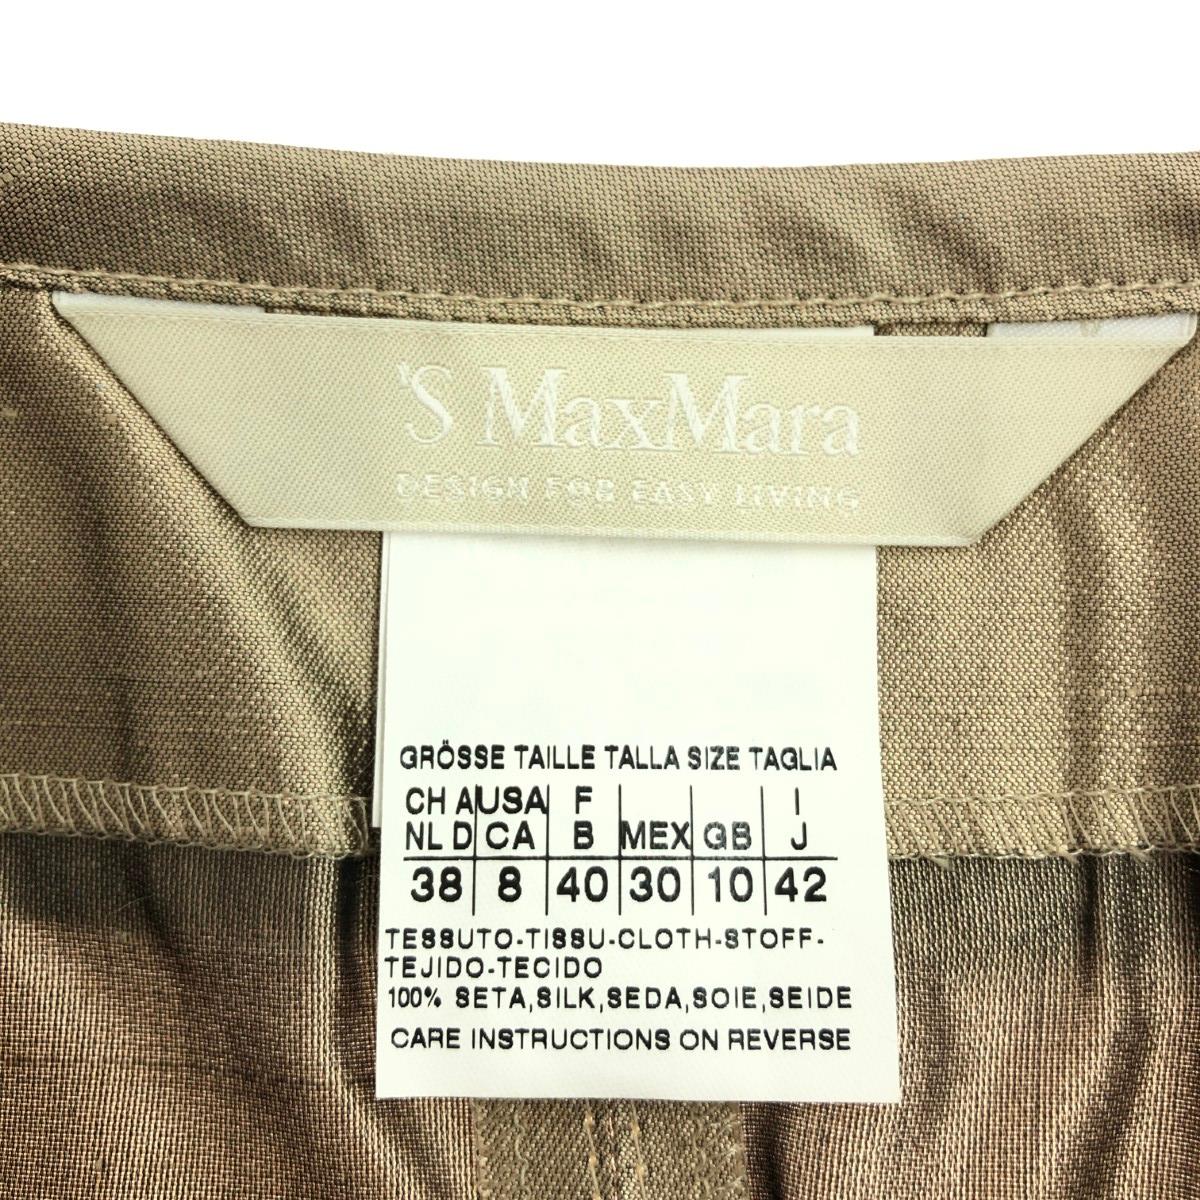 'S MaxMara
DESIGN FOR EASY LIVING
GRÖSSE TAILLE TALLA SIZE TAGLIA
CH A USA F I
NL D CA B MEX GB J
38 8 40 30 10 42
TESSUTO-TISSU-CLOTH-STOFF-
TEJIDO-TECIDO
100% SETA,SILK,SEDA,SOIE,SEIDE
CARE INSTRUCTIONS ON REVERSE